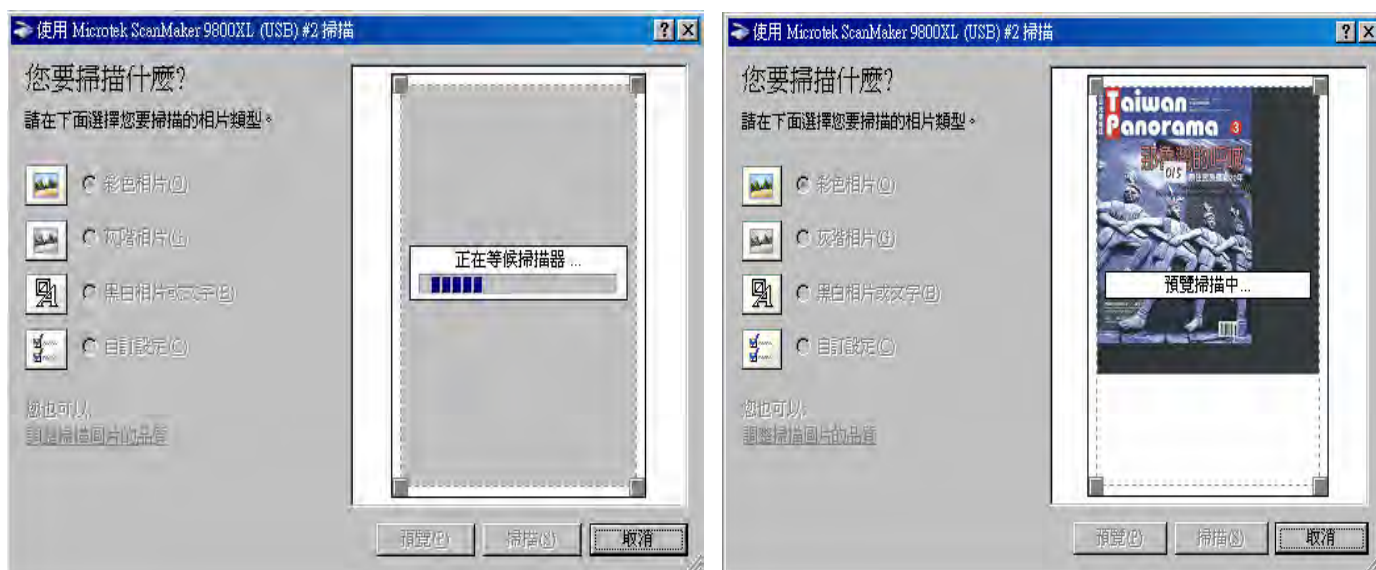 使用 Microtek ScanMaker 9800XL (USB) #2 掃描
您要掃描什麼?
請在下面選擇您要掃描的相片類型。
彩色相片(O)
灰階相片(G)
黑白相片或文字(B)
自訂設定(C)
您也可以:
調整掃描圖片的品質
正在等候掃描器 ...
預覽(P)
掃描(S)
取消
使用 Microtek ScanMaker 9800XL (USB) #2 掃描
您要掃描什麼?
請在下面選擇您要掃描的相片類型。
彩色相片(O)
灰階相片(G)
黑白相片或文字(B)
自訂設定(C)
您也可以:
調整掃描圖片的品質
Taiwan
Panorama 3
015
預覽掃描中...
預覽(P)
掃描(S)
取消